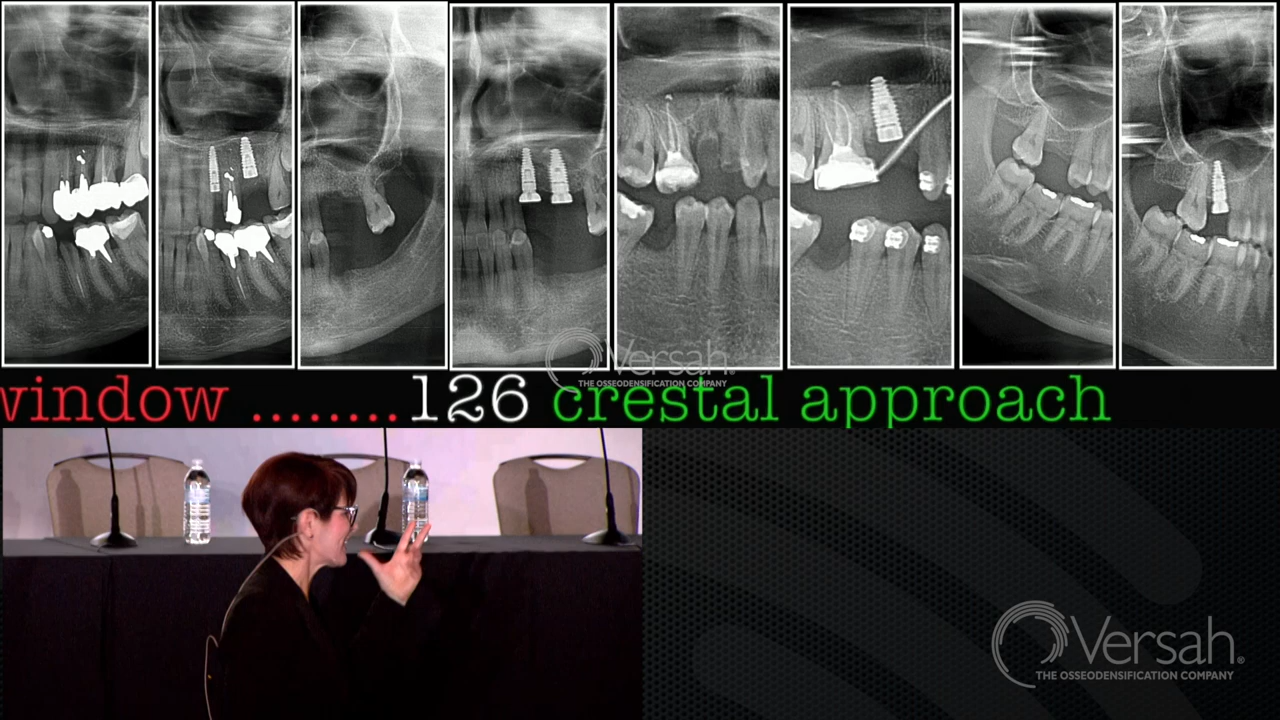 Versah®
THE OSSEODENSIFICATION COMPANY
window ........126 crestal approach
Versah®
THE OSSEODENSIFICATION COMPANY